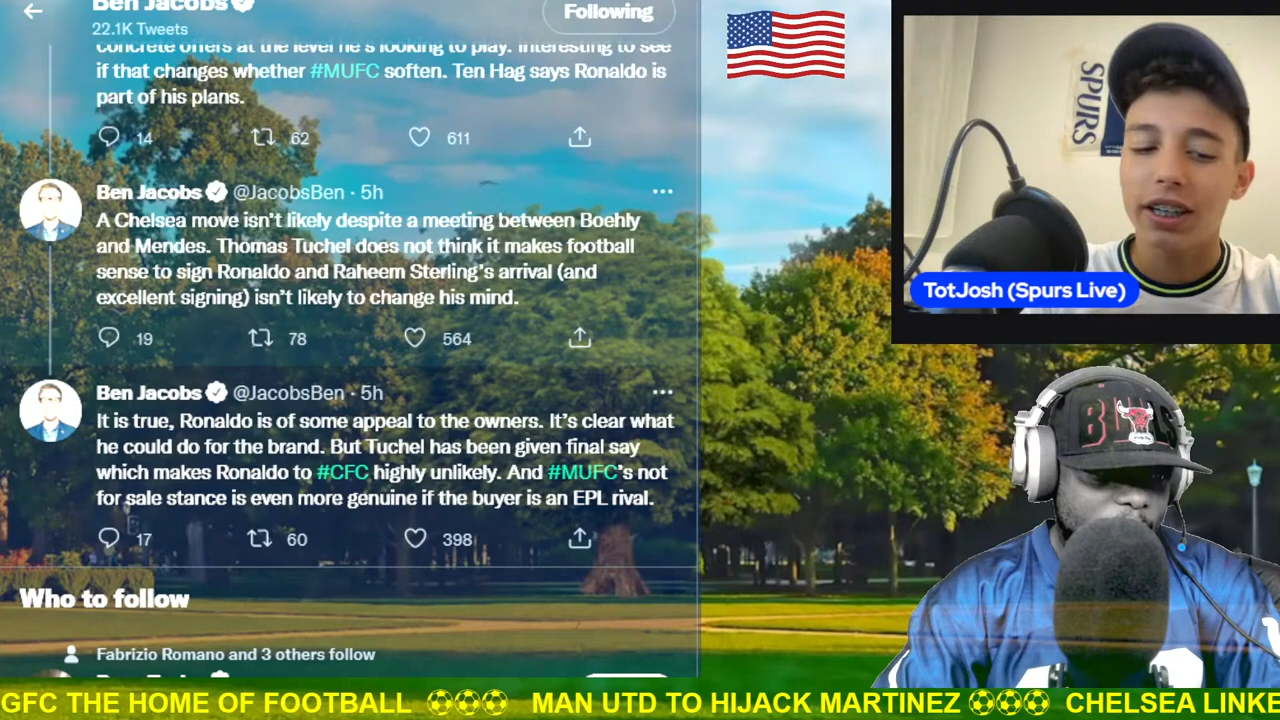 Ben Jacobs
Following
22.1K Tweets
concrete offers at the level he's looking to play. Interesting to see
if that changes whether #MUFC soften. Ten Hag says Ronaldo is
part of his plans.
14 62 611
Ben Jacobs @JacobsBen · 5h
A Chelsea move isn't likely despite a meeting between Boehly
and Mendes. Thomas Tuchel does not think it makes football
sense to sign Ronaldo and Raheem Sterling's arrival (and
excellent signing) isn't likely to change his mind.
19 78 564
Ben Jacobs @JacobsBen · 5h
It is true, Ronaldo is of some appeal to the owners. It's clear what
he could do for the brand. But Tuchel has been given final say
which makes Ronaldo to #CFC highly unlikely. And #MUFC's not
for sale stance is even more genuine if the buyer is an EPL rival.
17 60 398
Who to follow
Fabrizio Romano and 3 others follow
SPURS
TotJosh (Spurs Live)
BULLS
GFC THE HOME OF FOOTBALL ⚽⚽⚽ MAN UTD TO HIJACK MARTINEZ ⚽⚽⚽ CHELSEA LINKE